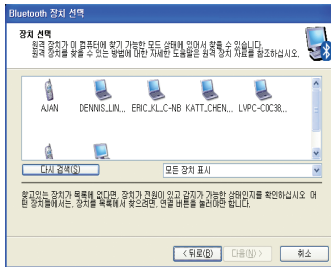 Bluetooth 장치 선택
장치 선택
원격 장치가 이 컴퓨터에 찾기 가능한 모드 상태에 있어서 찾을 수 있습니다.
원격 장치를 찾을 수 있는 방법에 대한 자세한 도움말은 원격 장치 자료를 참조하십시오.
AJAN DENNIS_LIN... ERIC_KL_C-NB KATT_CHEN... LVPC-C0C38...
다시 검색(S) 모든 장치 표시
찾고있는 장치가 목록에 없다면, 장치가 전원이 있고 감지가 가능한 상태인지를 확인하십시오 어
떤 장치들에서는, 장치를 목록에서 찾으려면, 연결 버튼을 눌러야만 합니다.
< 뒤로(B) 다음(N) > 취소